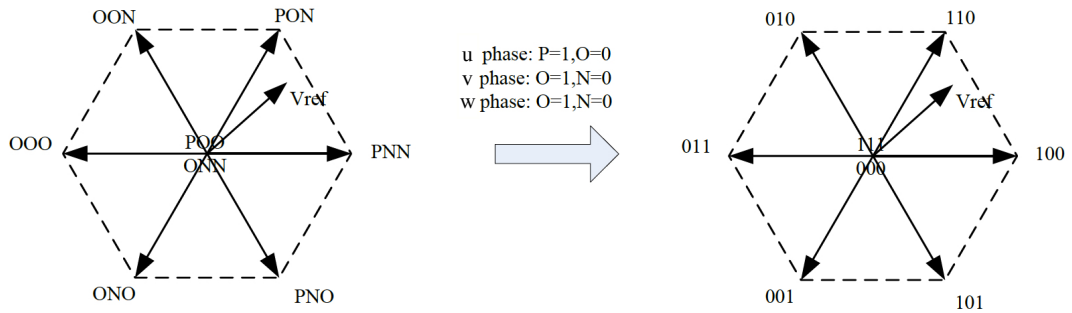 OON
PON
OOO
POO
ONN
Vref
PNN
ONO
PNO
u phase: P=1,O=0
v phase: O=1,N=0
w phase: O=1,N=0
010
110
011
111
000
Vref
100
001
101